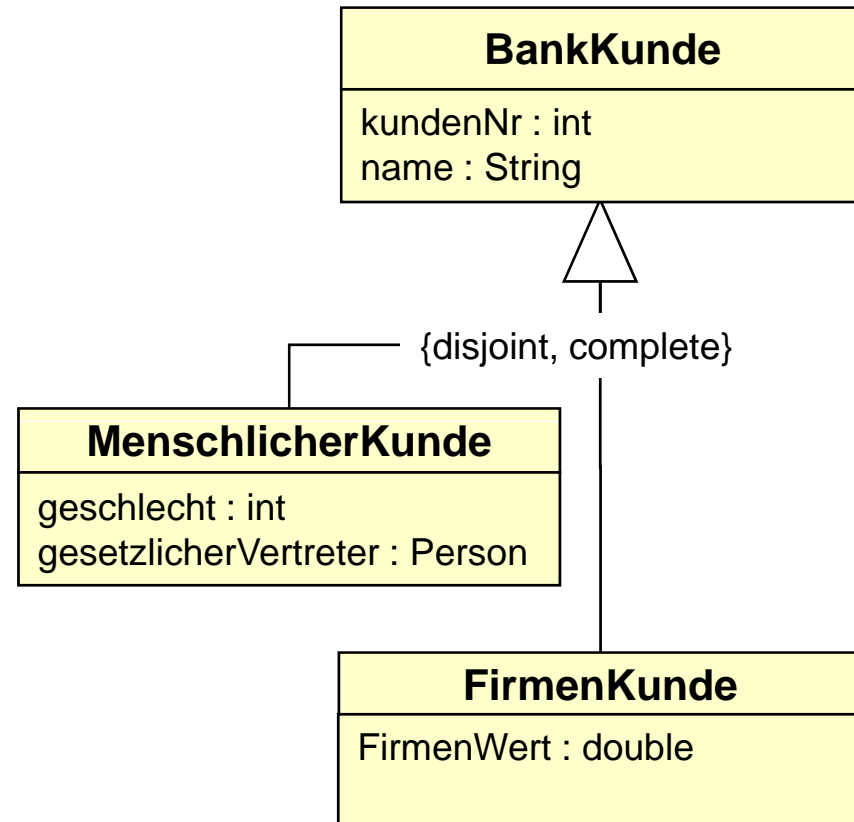 BankKunde
kundenNr : int
name : String
{disjoint, complete}
MenschlicherKunde
geschlecht : int
gesetzlicherVertreter : Person
FirmenKunde
FirmenWert : double